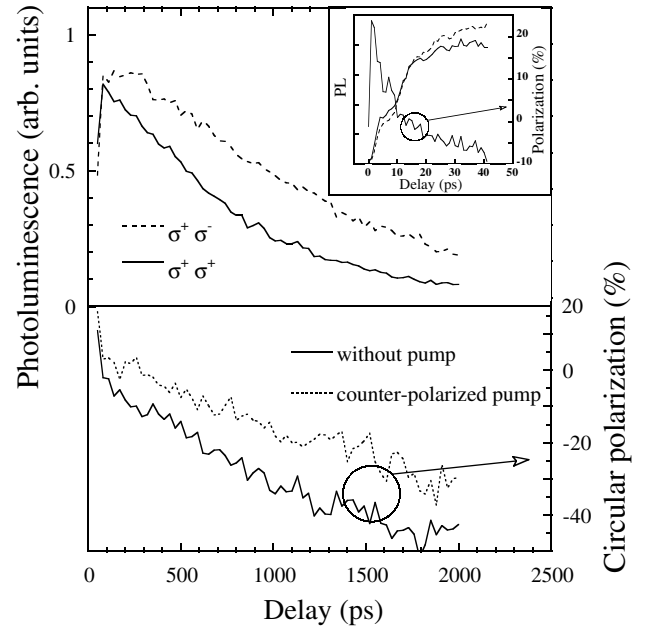 Photoluminescence (arb. units)
1
0.5
0
σ+ σ-
σ+ σ+
PL
20
10
0
-10
Polarization (%)
0 10 20 30 40 50
Delay (ps)
without pump
counter-polarized pump
20
0
-20
-40
Circular polarization (%)
0 500 1000 1500 2000 2500
Delay (ps)